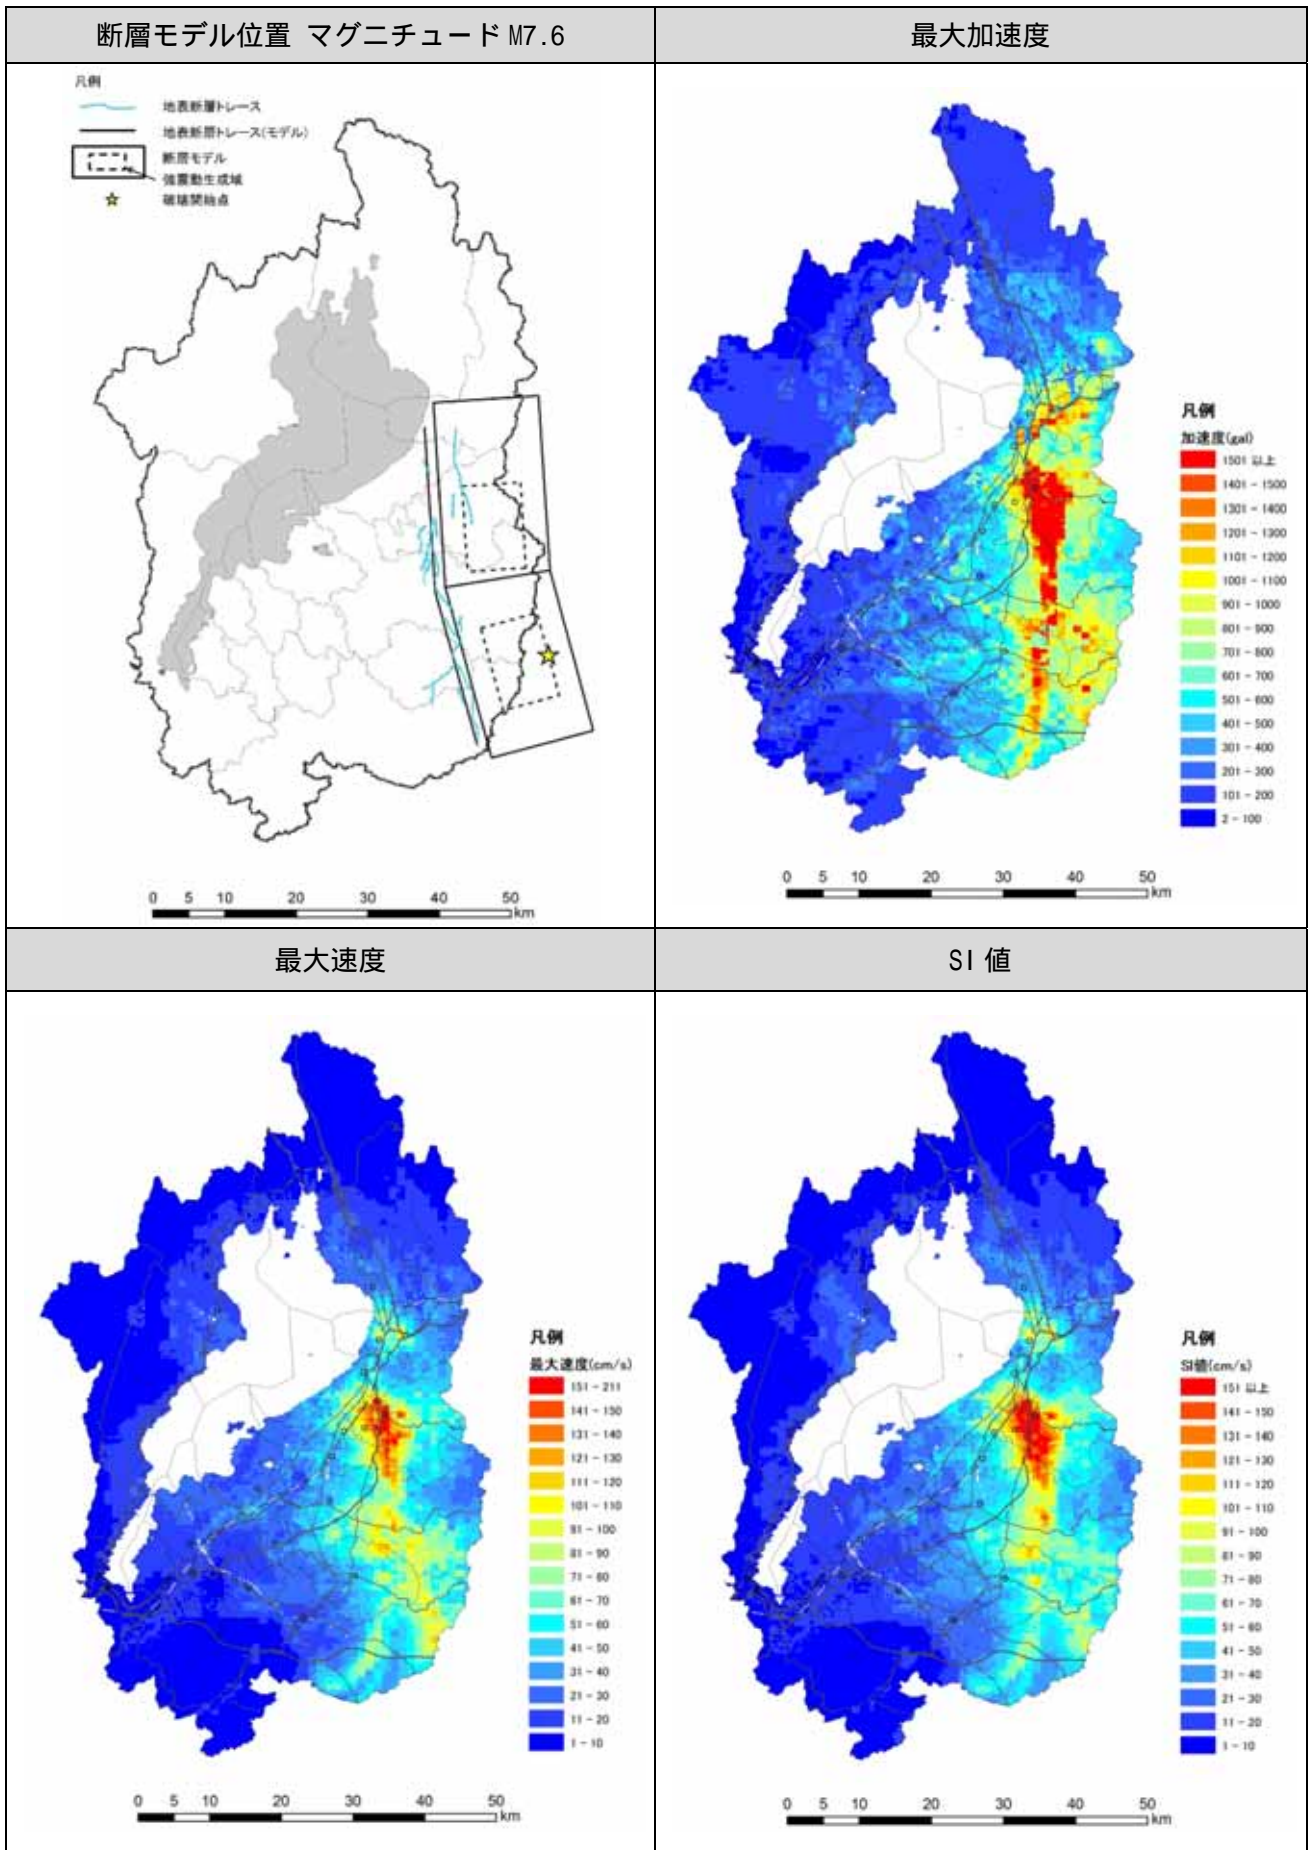 断層モデル位置 マグニチュード M7.6
凡例
地表断層トレース
地表断層トレース(モデル)
断層モデル
強震動生成域
破壊開始点
0 5 10 20 30 40 50
km
最大加速度
凡例
加速度(gal)
1501 以上
1401 - 1500
1301 - 1400
1201 - 1300
1101 - 1200
1001 - 1100
901 - 1000
801 - 900
701 - 800
601 - 700
501 - 600
401 - 500
301 - 400
201 - 300
101 - 200
2 - 100
0 5 10 20 30 40 50
km
最大速度
凡例
最大速度(cm/s)
151 - 211
141 - 150
131 - 140
121 - 130
111 - 120
101 - 110
91 - 100
81 - 90
71 - 80
61 - 70
51 - 60
41 - 50
31 - 40
21 - 30
11 - 20
1 - 10
0 5 10 20 30 40 50
km
SI 値
凡例
SI値(cm/s)
151 以上
141 - 150
131 - 140
121 - 130
111 - 120
101 - 110
91 - 100
81 - 90
71 - 80
61 - 70
51 - 60
41 - 50
31 - 40
21 - 30
11 - 20
1 - 10
0 5 10 20 30 40 50
km